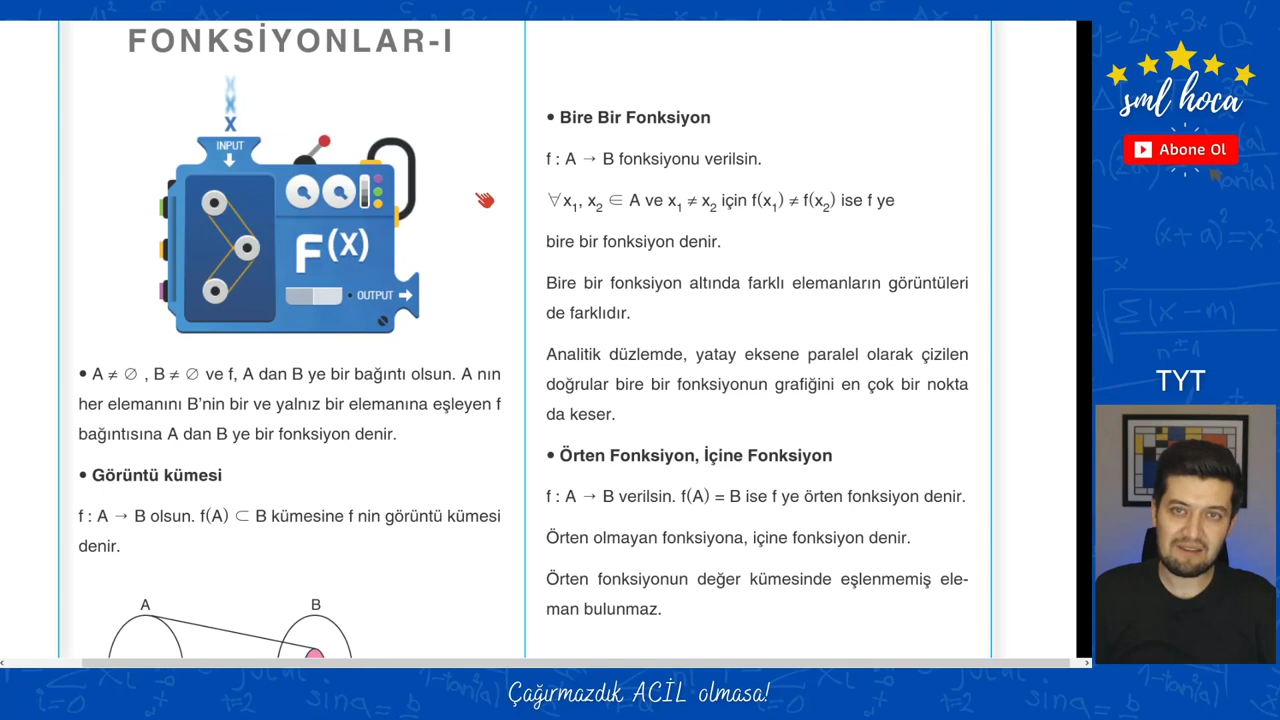 FONKSİYONLAR-I
X
X
X
INPUT
F(X)
OUTPUT
• A ≠ ∅ , B ≠ ∅ ve f, A dan B ye bir bağıntı olsun. A nın
her elemanını B'nin bir ve yalnız bir elemanına eşleyen f
bağıntısına A dan B ye bir fonksiyon denir.
• Görüntü kümesi
f : A → B olsun. f(A) ⊂ B kümesine f nin görüntü kümesi
denir.
A
B
• Bire Bir Fonksiyon
f : A → B fonksiyonu verilsin.
∀x₁, x₂ ∈ A ve x₁ ≠ x₂ için f(x₁) ≠ f(x₂) ise f ye
bire bir fonksiyon denir.
Bire bir fonksiyon altında farklı elemanların görüntüleri
de farklıdır.
Analitik düzlemde, yatay eksene paralel olarak çizilen
doğrular bire bir fonksiyonun grafiğini en çok bir nokta
da keser.
• Örten Fonksiyon, İçine Fonksiyon
f : A → B verilsin. f(A) = B ise f ye örten fonksiyon denir.
Örten olmayan fonksiyona, içine fonksiyon denir.
Örten fonksiyonun değer kümesinde eşlenmemiş ele-
man bulunmaz.
sml hoca
Abone Ol
(x+a)²=x²
Σ(x-m)
n-1
TYT
Çağırmazdık ACİL olmasa!